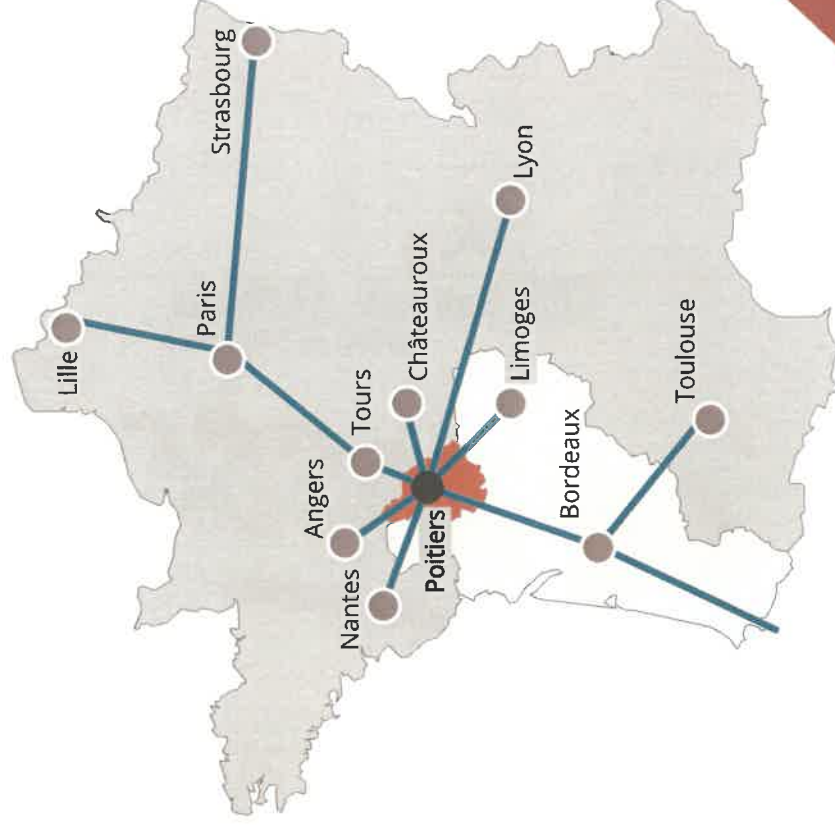 Lille
Strasbourg
Paris
Tours
Angers
Châteauroux
Nantes
Poitiers
Lyon
Limoges
Bordeaux
Toulouse